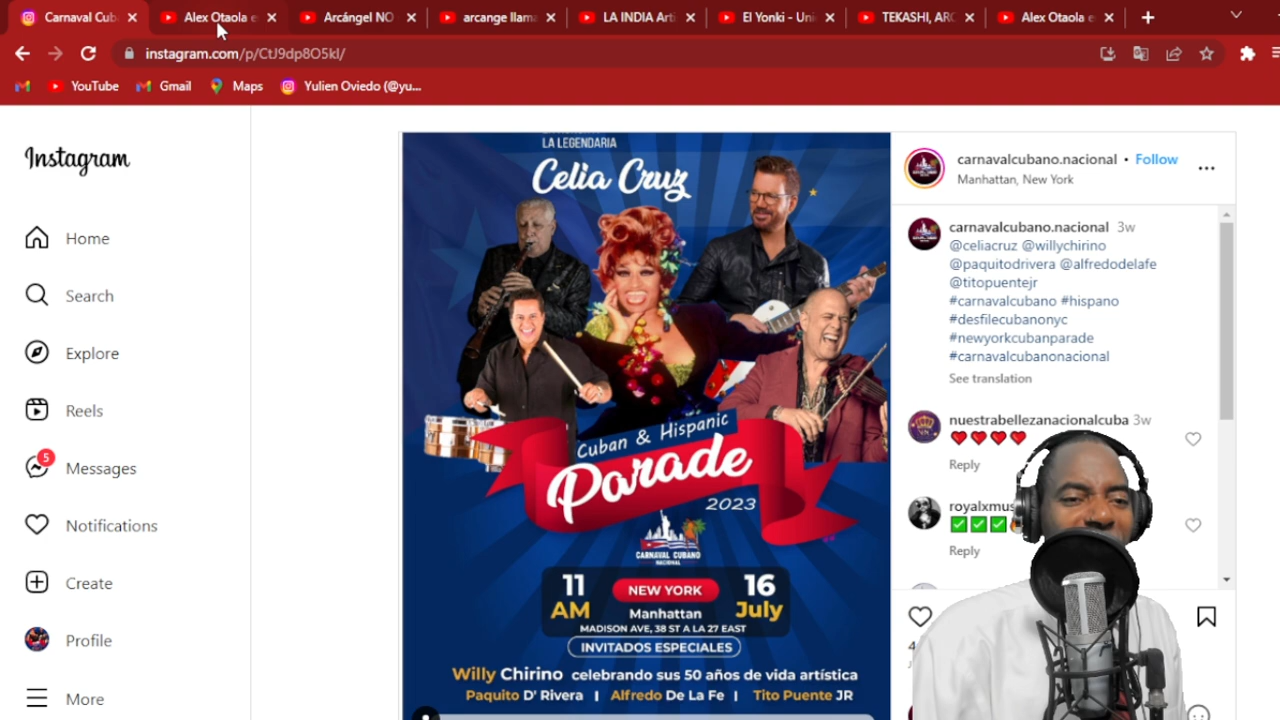 Carnaval Cub
Alex Otaola e
Arcángel NO
arcange llam
LA INDIA Art
El Yonki - Un
TEKASHI, ARC
Alex Otaola e
instagram.com/p/CtJ9dp8O5kI/
YouTube
Gmail
Maps
Yulien Oviedo (@yu...
Instagram
Home
Search
Explore
Reels
5
Messages
Notifications
Create
Profile
More
LA LEGENDARIA
Celia Cruz
Cuban & Hispanic
Parade
2023
CARNAVAL CUBANO
NACIONAL
11
AM
NEW YORK
Manhattan
16
July
MADISON AVE, 38 ST A LA 27 EAST
INVITADOS ESPECIALES
Willy Chirino celebrando sus 50 años de vida artística
Paquito D' Rivera | Alfredo De La Fe | Tito Puente JR
carnavalcubano.nacional • Follow
Manhattan, New York
carnavalcubano.nacional 3w
@celiacruz @willychirino
@paquitodrivera @alfredodelafe
@titopuentejr
#carnavalcubano #hispano
#desfilecubanonyc
#newyorkcubanparade
#carnavalcubanonacional
See translation
nuestrabellezanacionalcuba 3w
Reply
royalxmus
Reply